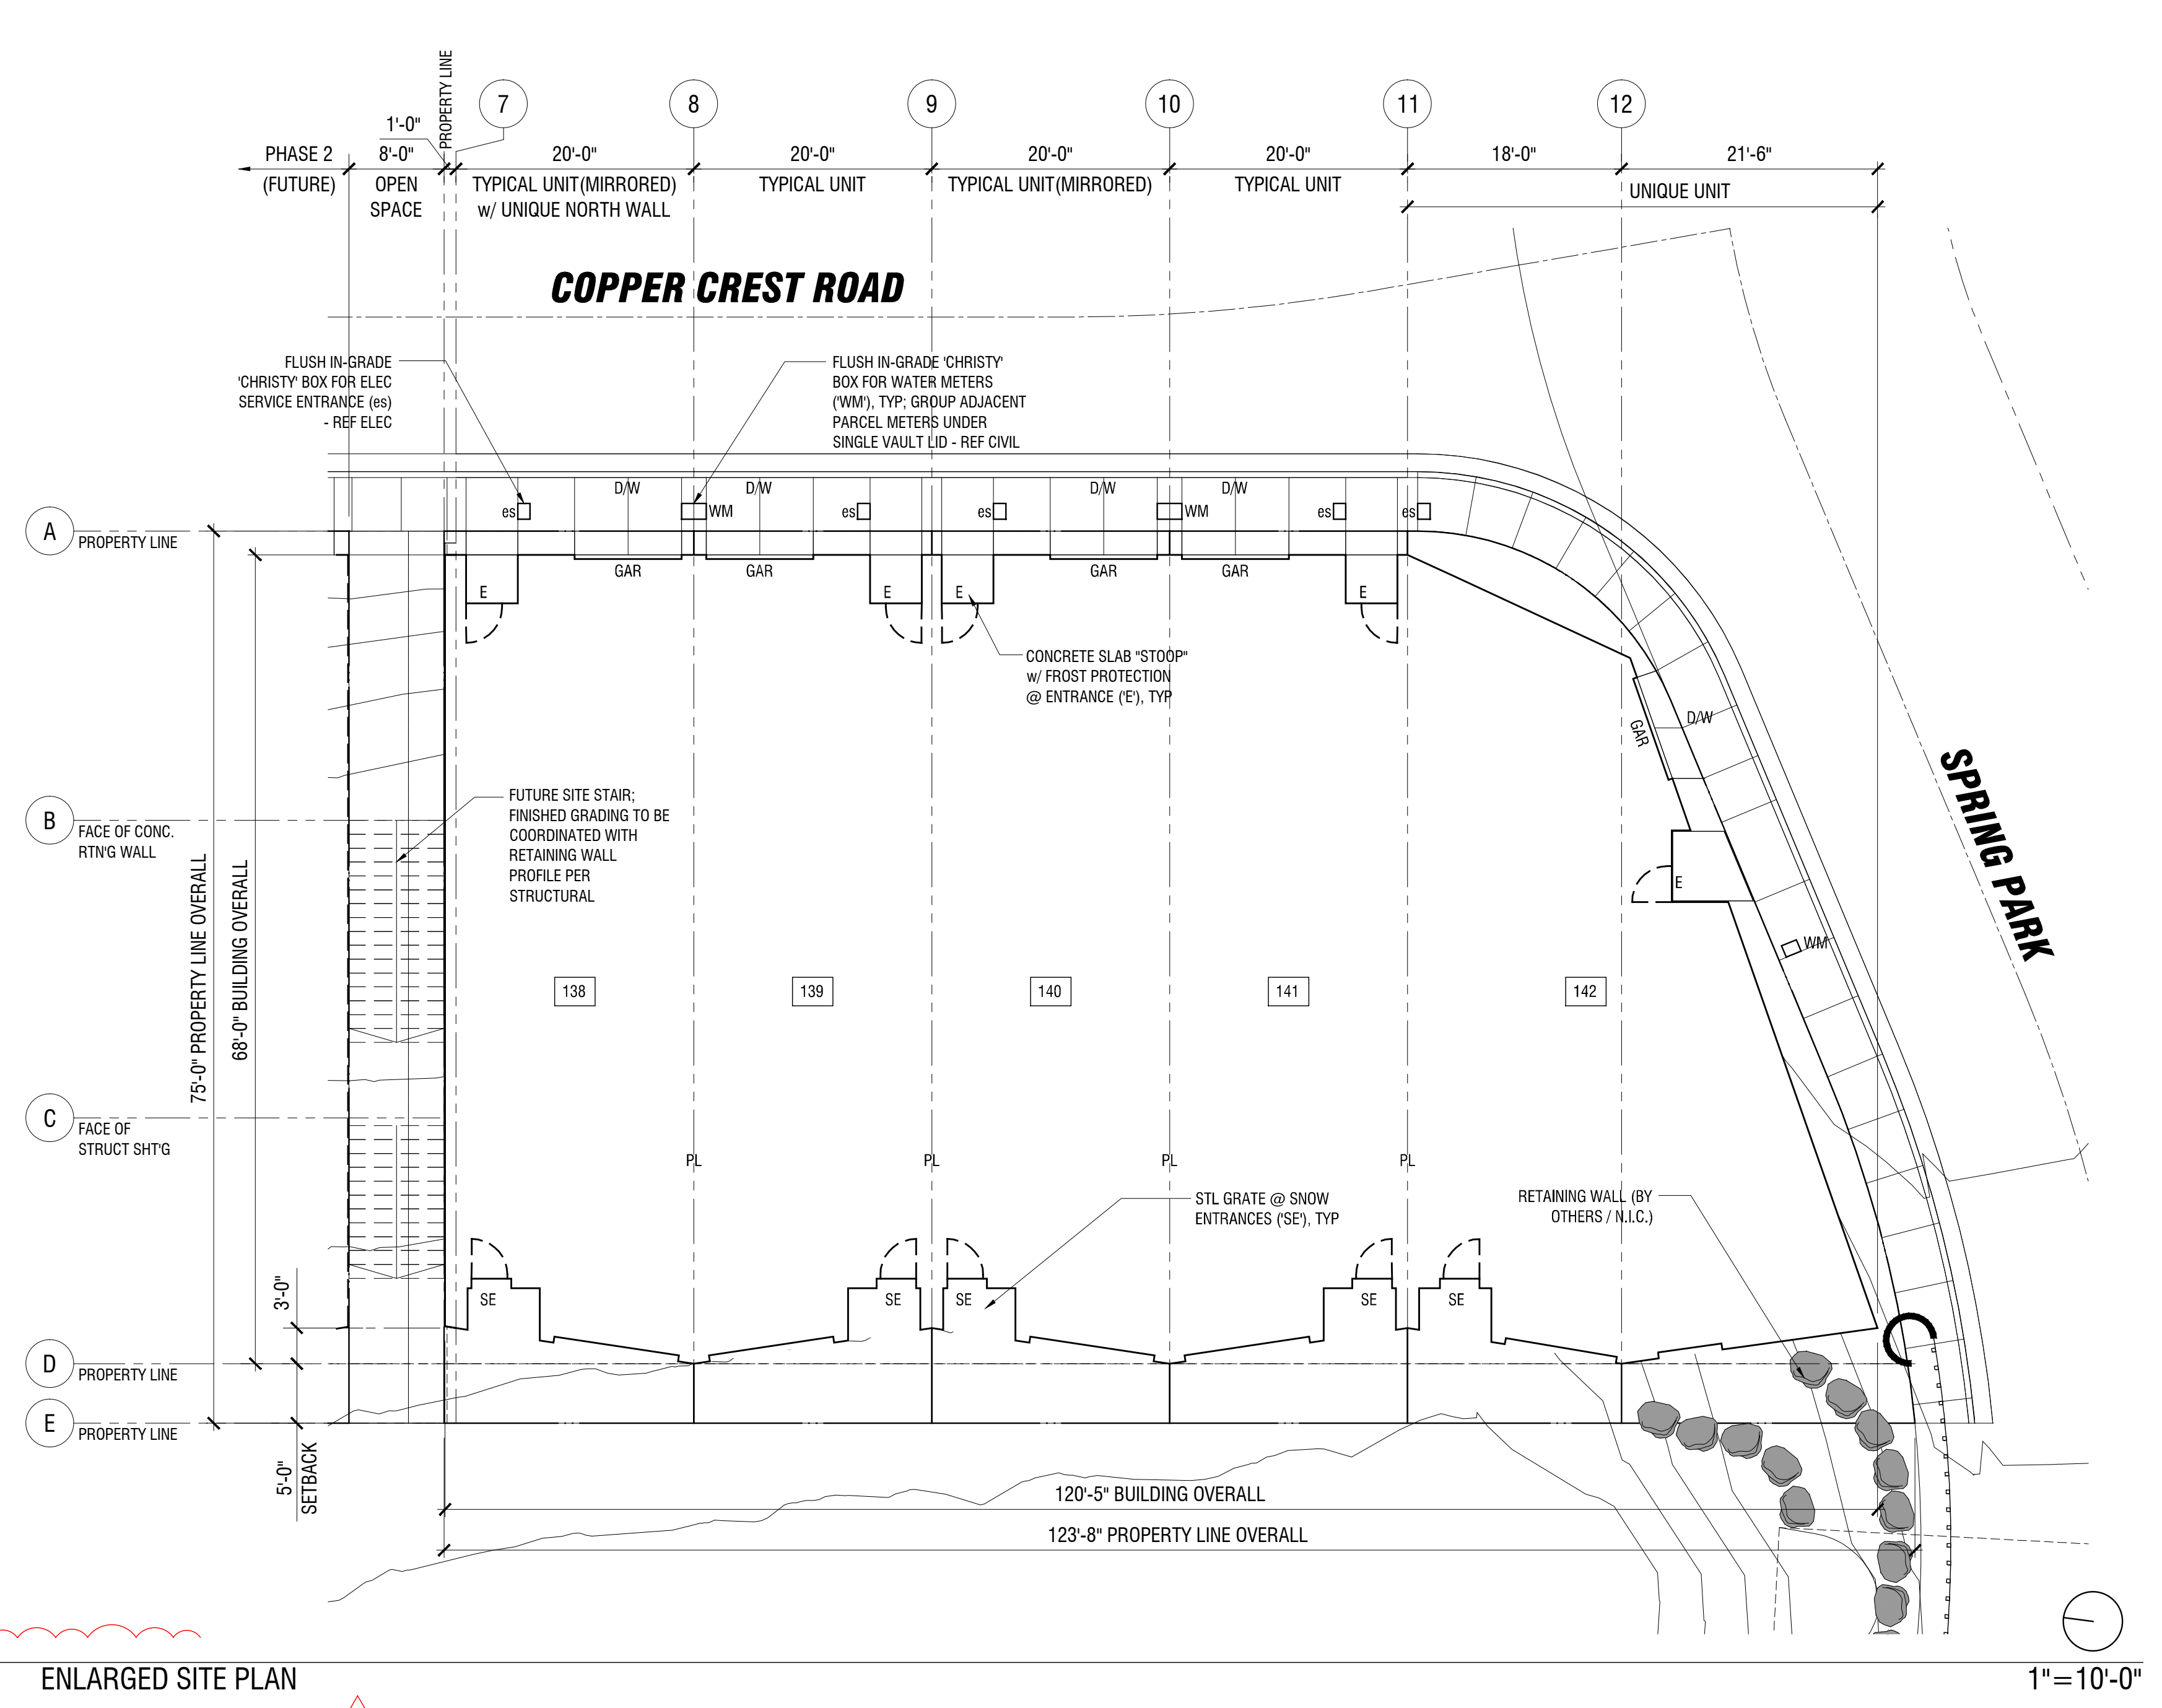 PROPERTY LINE
7
8
9
10
11
12
1'-0"
PHASE 2
8'-0"
20'-0"
20'-0"
20'-0"
20'-0"
18'-0"
21'-6"
(FUTURE)
OPEN
SPACE
TYPICAL UNIT(MIRRORED)
w/ UNIQUE NORTH WALL
TYPICAL UNIT
TYPICAL UNIT(MIRRORED)
TYPICAL UNIT
UNIQUE UNIT
COPPER CREST ROAD
FLUSH IN-GRADE
'CHRISTY' BOX FOR ELEC
SERVICE ENTRANCE (es)
- REF ELEC
FLUSH IN-GRADE 'CHRISTY'
BOX FOR WATER METERS
('WM'), TYP; GROUP ADJACENT
PARCEL METERS UNDER
SINGLE VAULT LID - REF CIVIL
D/W
D/W
D/W
D/W
es
WM
es
es
WM
es
es
A
PROPERTY LINE
GAR
GAR
GAR
GAR
E
E
E
E
CONCRETE SLAB "STOOP"
w/ FROST PROTECTION
@ ENTRANCE ('E'), TYP
GAR
D/W
SPRING PARK
FUTURE SITE STAIR;
FINISHED GRADING TO BE
COORDINATED WITH
RETAINING WALL
PROFILE PER
STRUCTURAL
B
FACE OF CONC.
RTN'G WALL
E
WM
75'-0" PROPERTY LINE OVERALL
68'-0" BUILDING OVERALL
138
139
140
141
142
C
FACE OF
STRUCT SHT'G
PL
PL
PL
PL
STL GRATE @ SNOW
ENTRANCES ('SE'), TYP
RETAINING WALL (BY
OTHERS / N.I.C.)
3'-0"
SE
SE
SE
SE
SE
D
PROPERTY LINE
E
PROPERTY LINE
5'-0"
SETBACK
120'-5" BUILDING OVERALL
123'-8" PROPERTY LINE OVERALL
ENLARGED SITE PLAN
1"=10'-0"